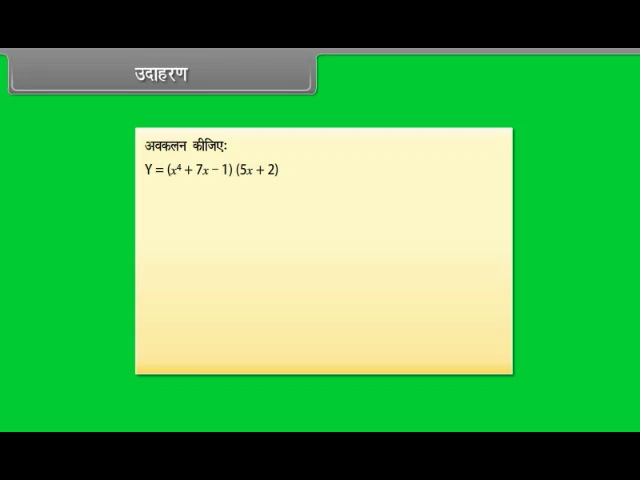 उदाहरण
अवकलन कीजिए:
Y = (x⁴ + 7x − 1) (5x + 2)